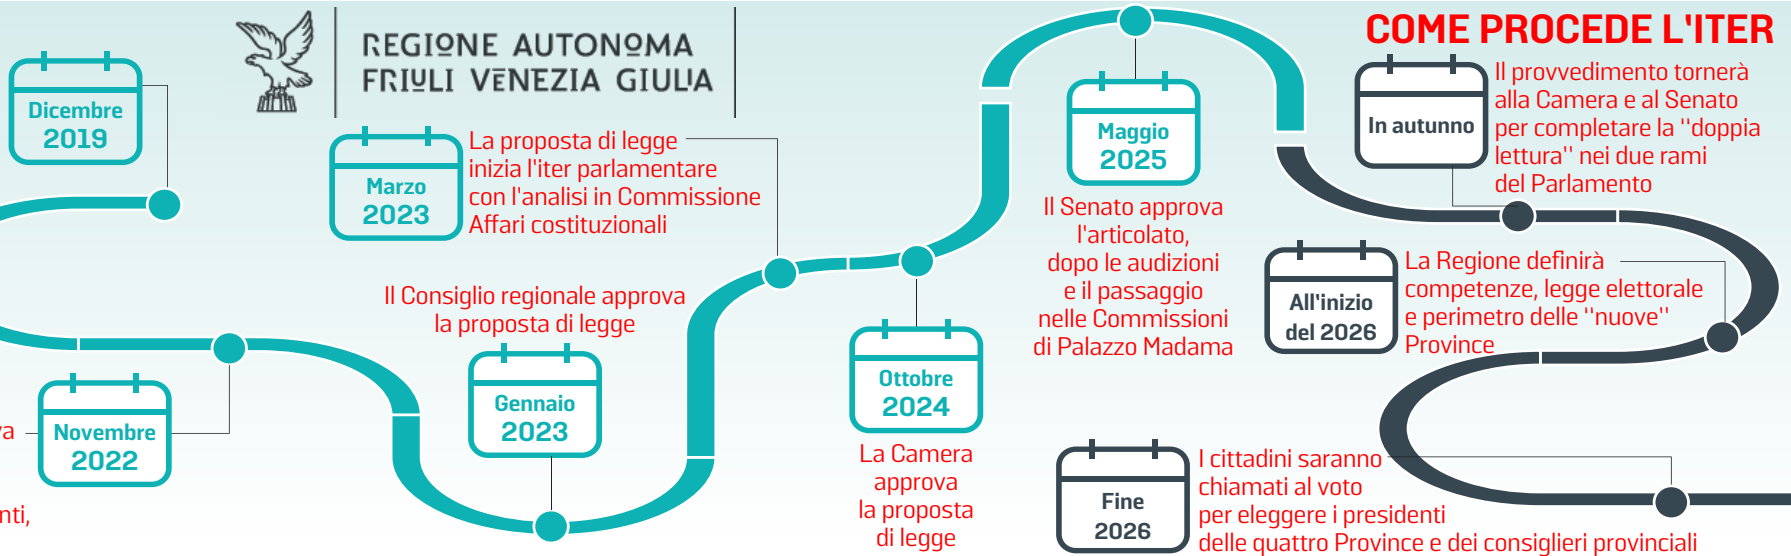 REGIONE AUTONOMA
FRIULI VENEZIA GIULIA
Dicembre
2019
Novembre
2022
nti,
Il Consiglio regionale approva
la proposta di legge
Gennaio
2023
Marzo
2023
La proposta di legge
inizia l'iter parlamentare
con l'analisi in Commissione
Affari costituzionali
Ottobre
2024
La Camera
approva
la proposta
di legge
Maggio
2025
Il Senato approva
l'articolato,
dopo le audizioni
e il passaggio
nelle Commissioni
di Palazzo Madama
COME PROCEDE L'ITER
In autunno
Il provvedimento tornerà
alla Camera e al Senato
per completare la "doppia
lettura" nei due rami
del Parlamento
All'inizio
del 2026
La Regione definirà
competenze, legge elettorale
e perimetro delle "nuove"
Province
Fine
2026
I cittadini saranno
chiamati al voto
per eleggere i presidenti
delle quattro Province e dei consiglieri provinciali